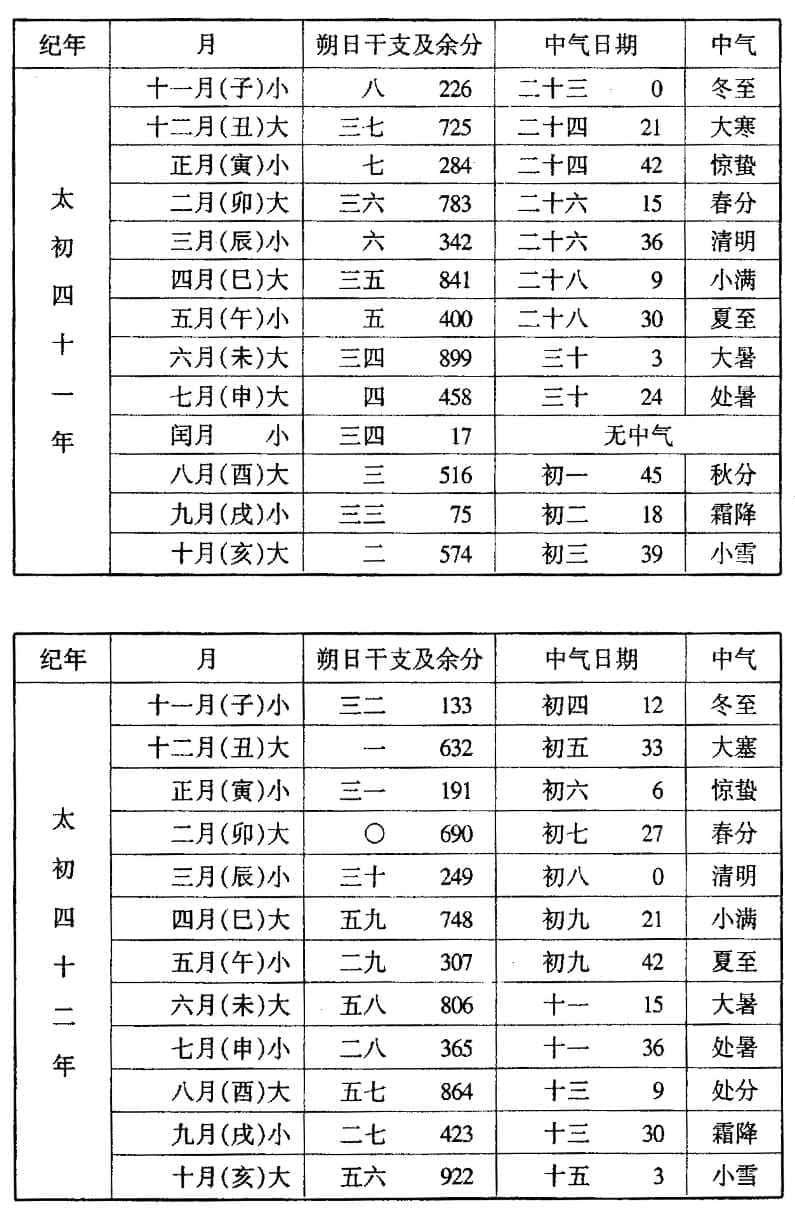 纪年 月 朔日干支及余分 中气日期 中气
太初四十一年
十一月(子)小 八 226 二十三 0 冬至
十二月(丑)大 三七 725 二十四 21 大寒
正月(寅)小 七 284 二十四 42 惊蛰
二月(卯)大 三六 783 二十六 15 春分
三月(辰)小 六 342 二十六 36 清明
四月(巳)大 三五 841 二十八 9 小满
五月(午)小 五 400 二十八 30 夏至
六月(未)大 三四 899 三十 3 大暑
七月(申)大 四 458 三十 24 处暑
闰月 小 三四 17 无中气
八月(酉)大 三 516 初一 45 秋分
九月(戌)小 三三 75 初二 18 霜降
十月(亥)大 二 574 初三 39 小雪
纪年 月 朔日干支及余分 中气日期 中气
太初四十二年
十一月(子)小 三二 133 初四 12 冬至
十二月(丑)大 一 632 初五 33 大塞
正月(寅)小 三一 191 初六 6 惊蛰
二月(卯)大 〇 690 初七 27 春分
三月(辰)小 三十 249 初八 0 清明
四月(巳)大 五九 748 初九 21 小满
五月(午)小 二九 307 初九 42 夏至
六月(未)大 五八 806 十一 15 大暑
七月(申)小 二八 365 十一 36 处暑
八月(酉)大 五七 864 十三 9 处分
九月(戌)小 二七 423 十三 30 霜降
十月(亥)大 五六 922 十五 3 小雪